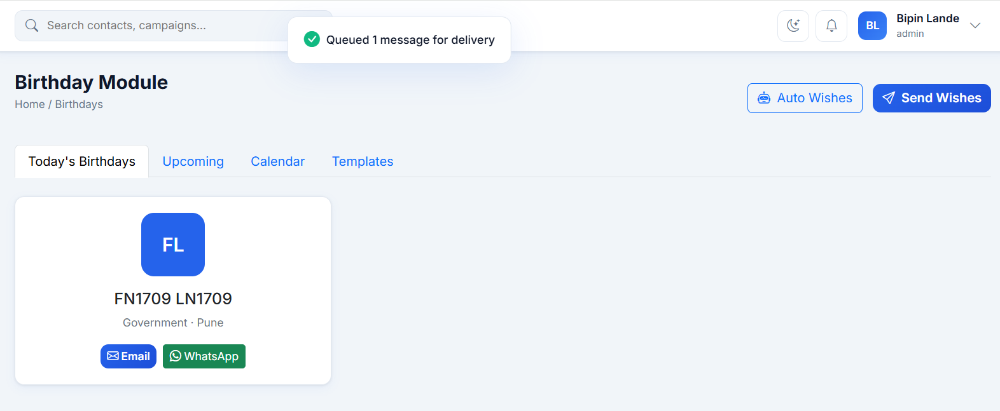 Search contacts, campaigns...
Queued 1 message for delivery
BL
Bipin Lande
admin
Birthday Module
Home / Birthdays
Auto Wishes
Send Wishes
Today's Birthdays
Upcoming
Calendar
Templates
FL
FN1709 LN1709
Government · Pune
Email
WhatsApp